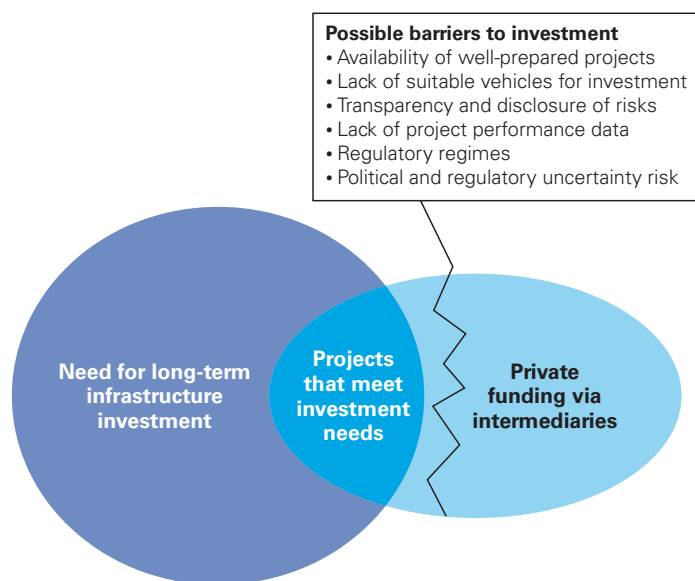 Possible barriers to investment
• Availability of well-prepared projects
• Lack of suitable vehicles for investment
• Transparency and disclosure of risks
• Lack of project performance data
• Regulatory regimes
• Political and regulatory uncertainty risk
Need for long-term
infrastructure
investment
Projects
that meet
investment
needs
Private
funding via
intermediaries